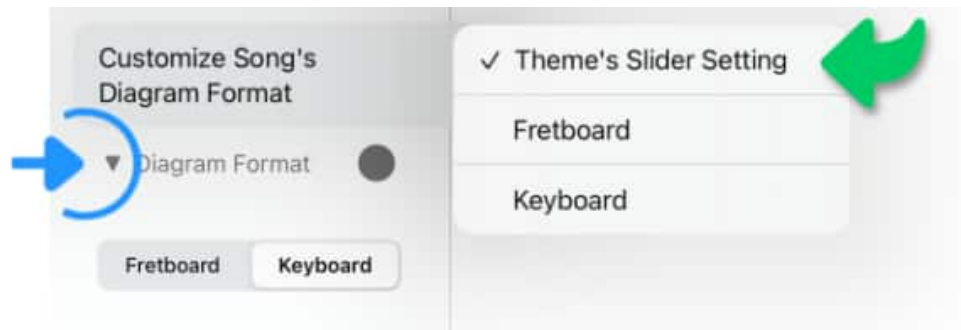 Customize Song's
Diagram Format
▼ Diagram Format
Fretboard Keyboard
✓ Theme's Slider Setting
Fretboard
Keyboard